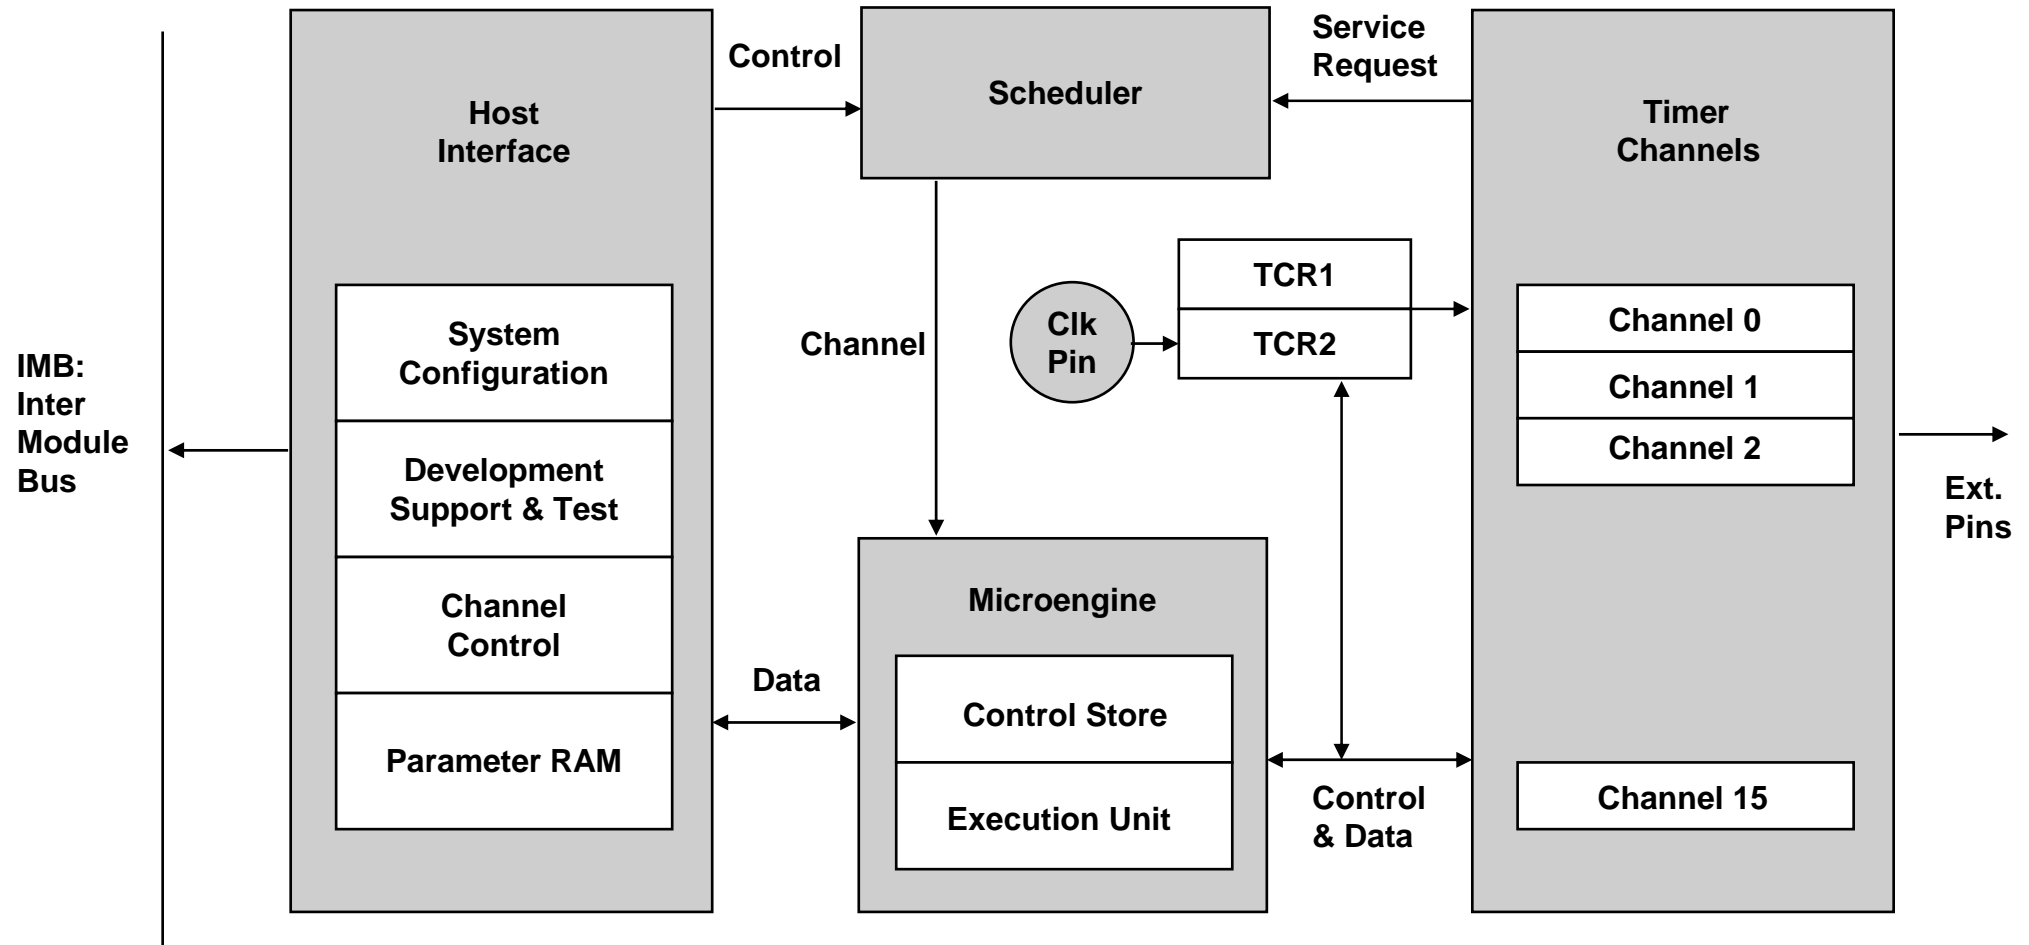 IMB:
Inter
Module
Bus
Host
Interface
System
Configuration
Development
Support & Test
Channel
Control
Parameter RAM
Control
Scheduler
Service
Request
Channel
Clk
Pin
TCR1
TCR2
Data
Microengine
Control Store
Execution Unit
Control
& Data
Timer
Channels
Channel 0
Channel 1
Channel 2
Channel 15
Ext.
Pins